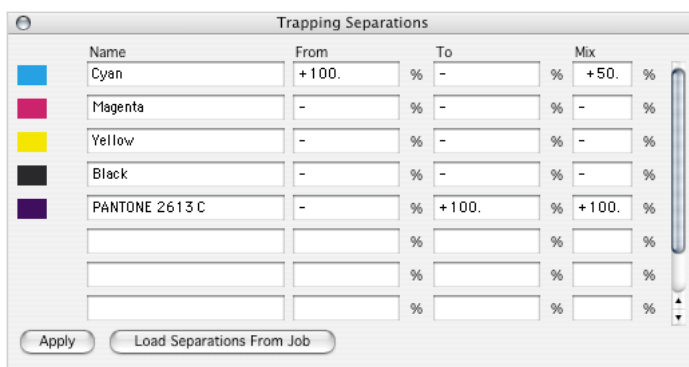 Trapping Separations
Name From To Mix
Cyan +100. % - % +50. %
Magenta - % - % - %
Yellow - % - % - %
Black - % - % - %
PANTONE 2613 C - % +100. % +100. %
% % %
% % %
% % %
Apply Load Separations From Job